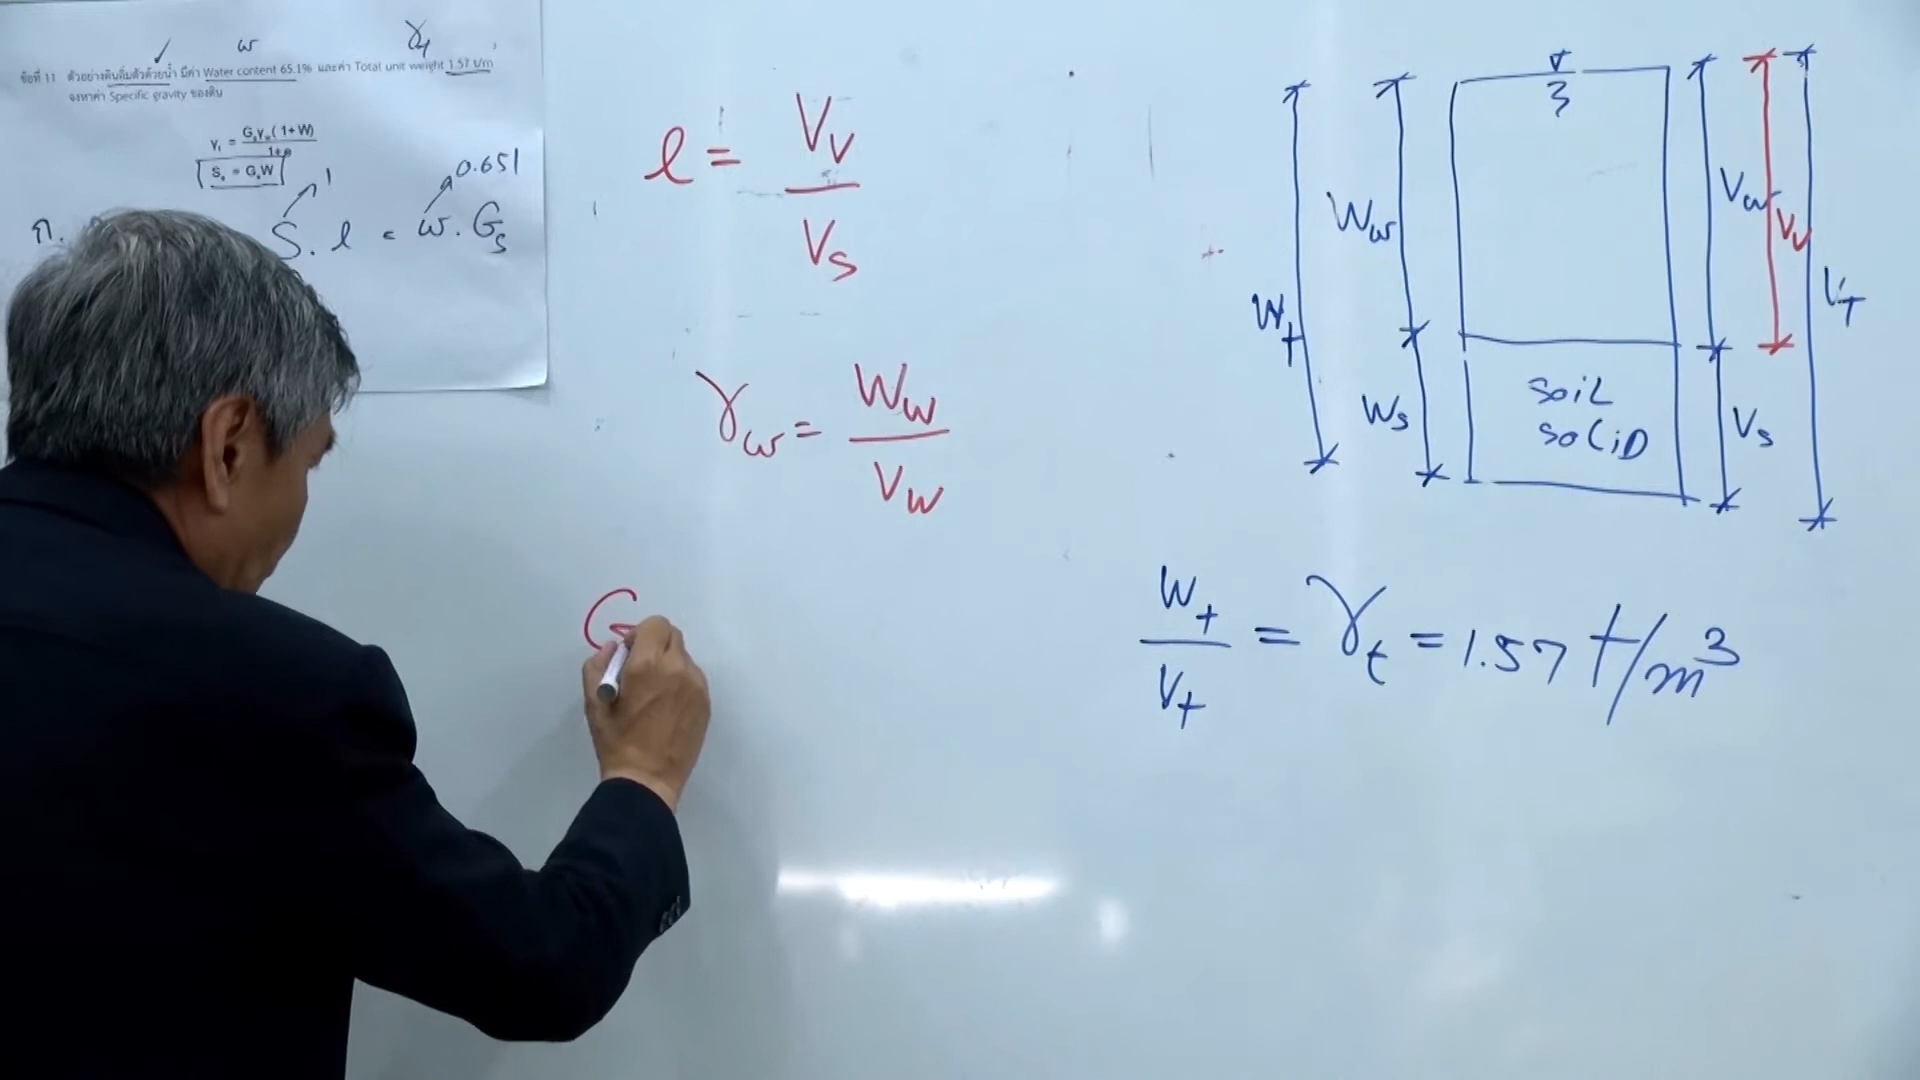 w γt
ข้อที่ 11 ตัวอย่างดินอิ่มตัวด้วยน้ำ มีค่า Water content 65.1% และค่า Total unit weight 1.57 t/m³
จงหาค่า Specific gravity ของดิน
γt = Gsγw(1+W) / 1+e
Se = GsW
1 0.651
ก. S.e = w.Gs
e = Vv / Vs
γw = Ww / Vw
G
Wt Ww Ws
Vw Vv VT Vs
SOIL
SOLID
Wt / Vt = γt = 1.57 t/m³